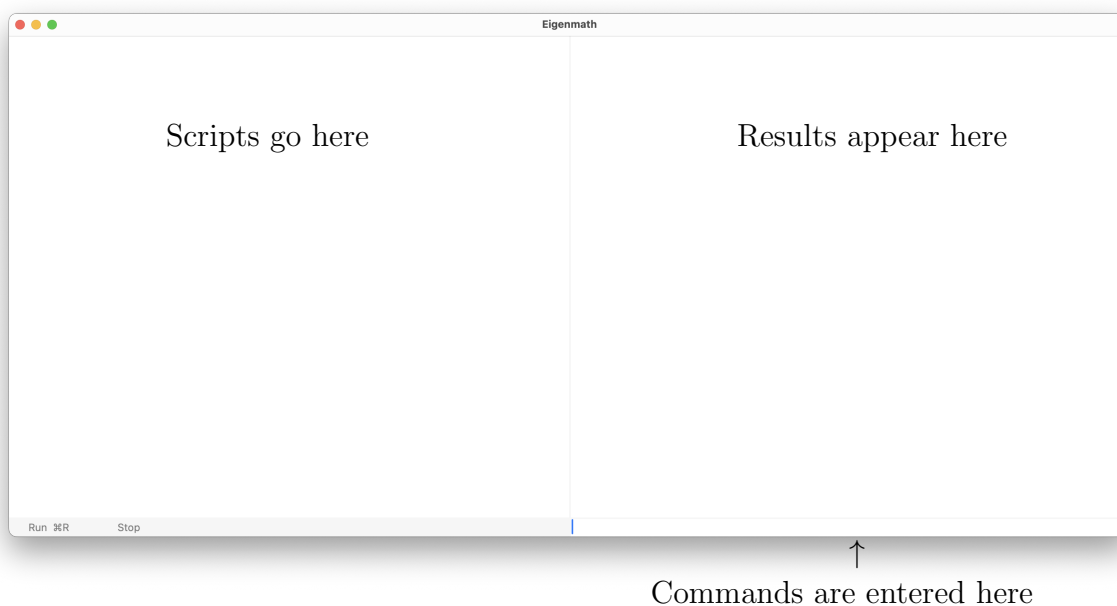 Eigenmath
Scripts go here
Results appear here
Run ⌘R
Stop
↑
Commands are entered here